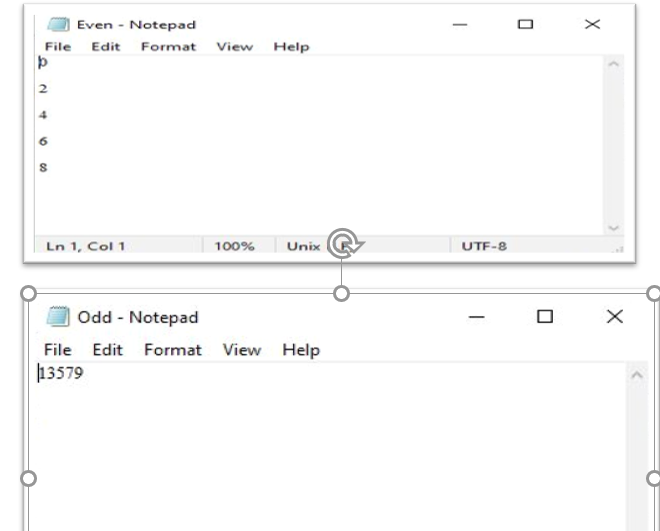 Even - Notepad
File Edit Format View Help
0
2
4
6
8
Ln 1, Col 1 100% Unix UTF-8
Odd - Notepad
File Edit Format View Help
13579